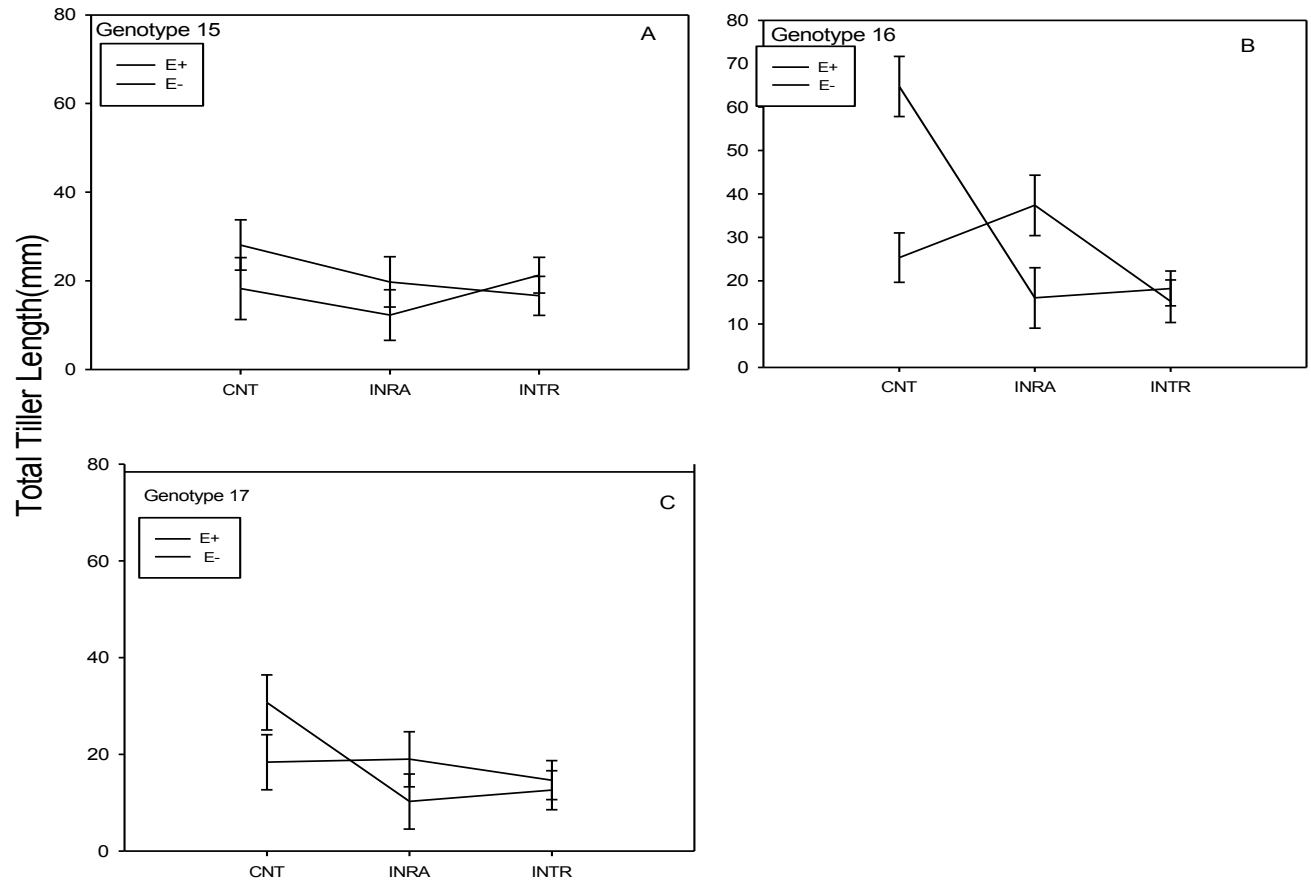 Total Tiller Length(mm)
Genotype 15
A
E+
E-
80
60
40
20
0
CNT INRA INTR
Genotype 16
B
E+
E-
80
70
60
50
40
30
20
10
0
CNT INRA INTR
Genotype 17
C
E+
E-
80
60
40
20
0
CNT INRA INTR